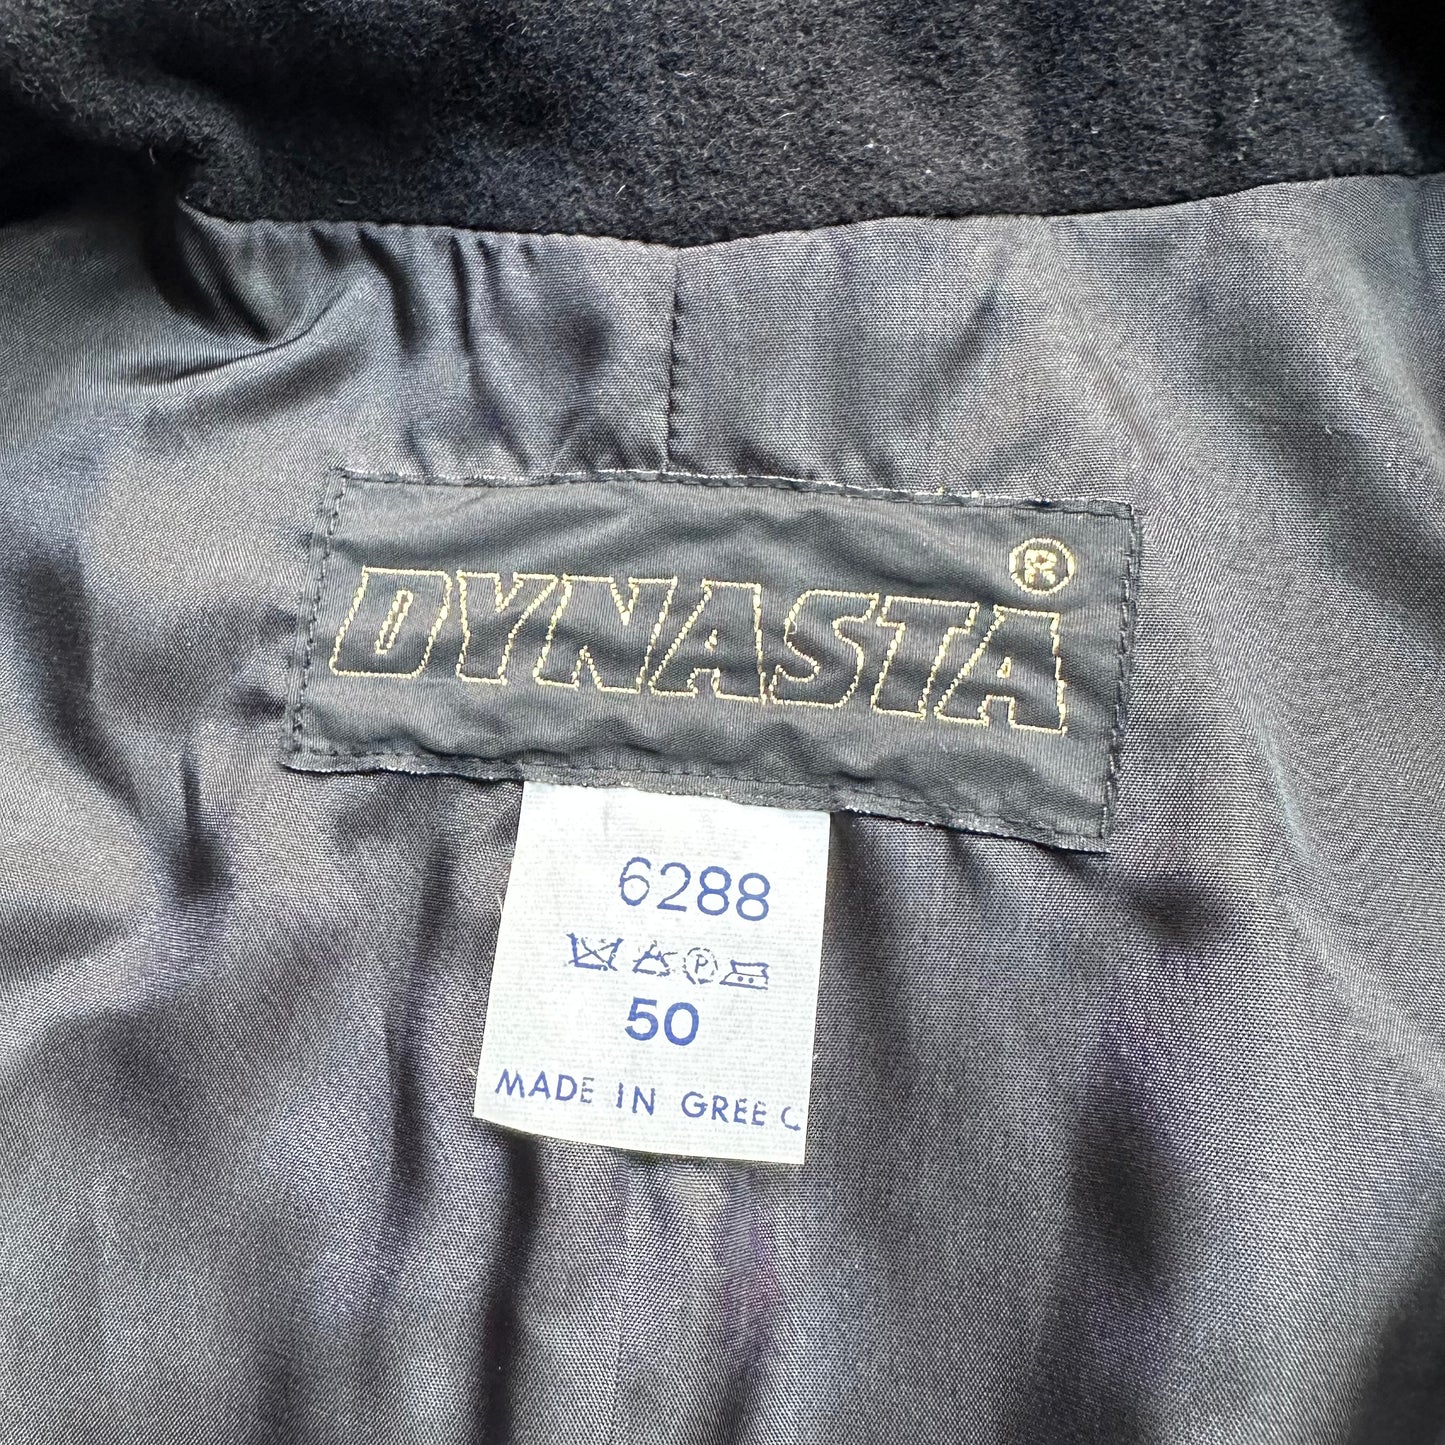 DYNASTA ®
6288
P
50
MADE IN GREEC